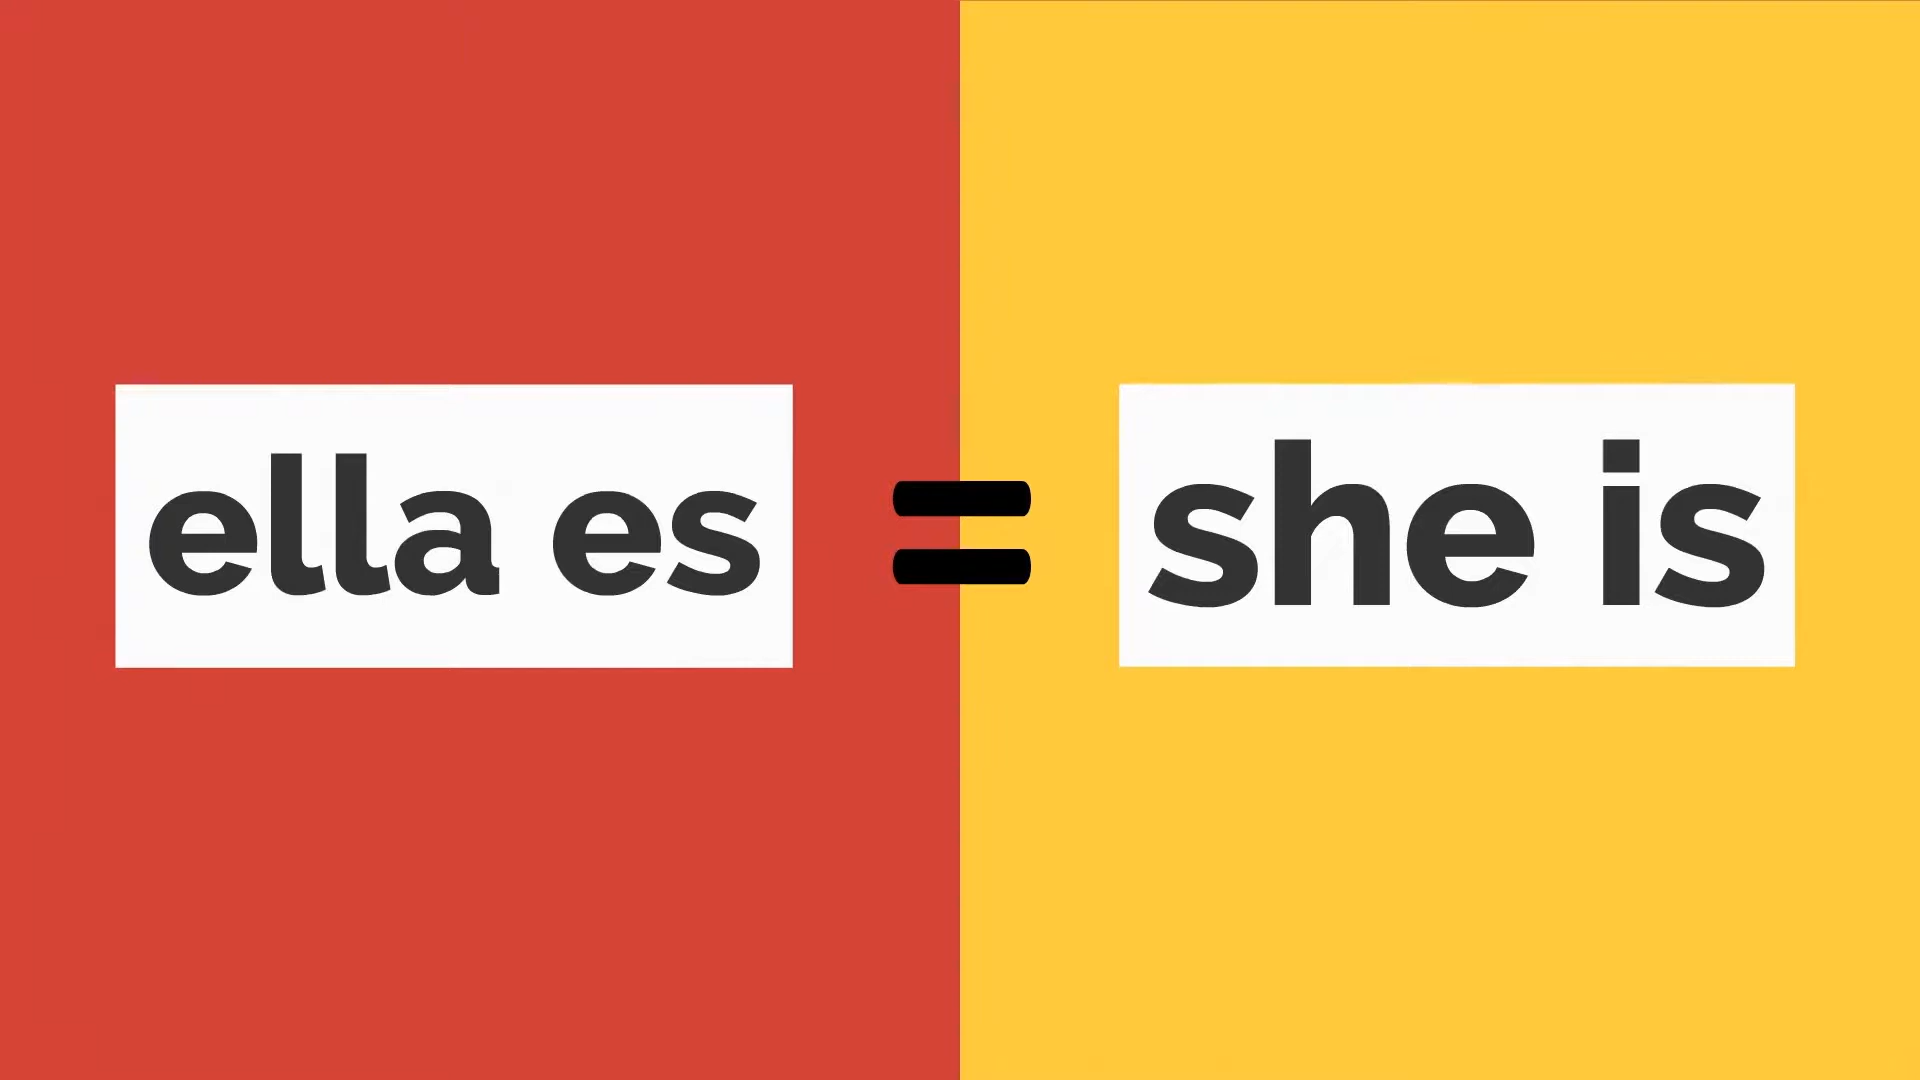 ella es = she is